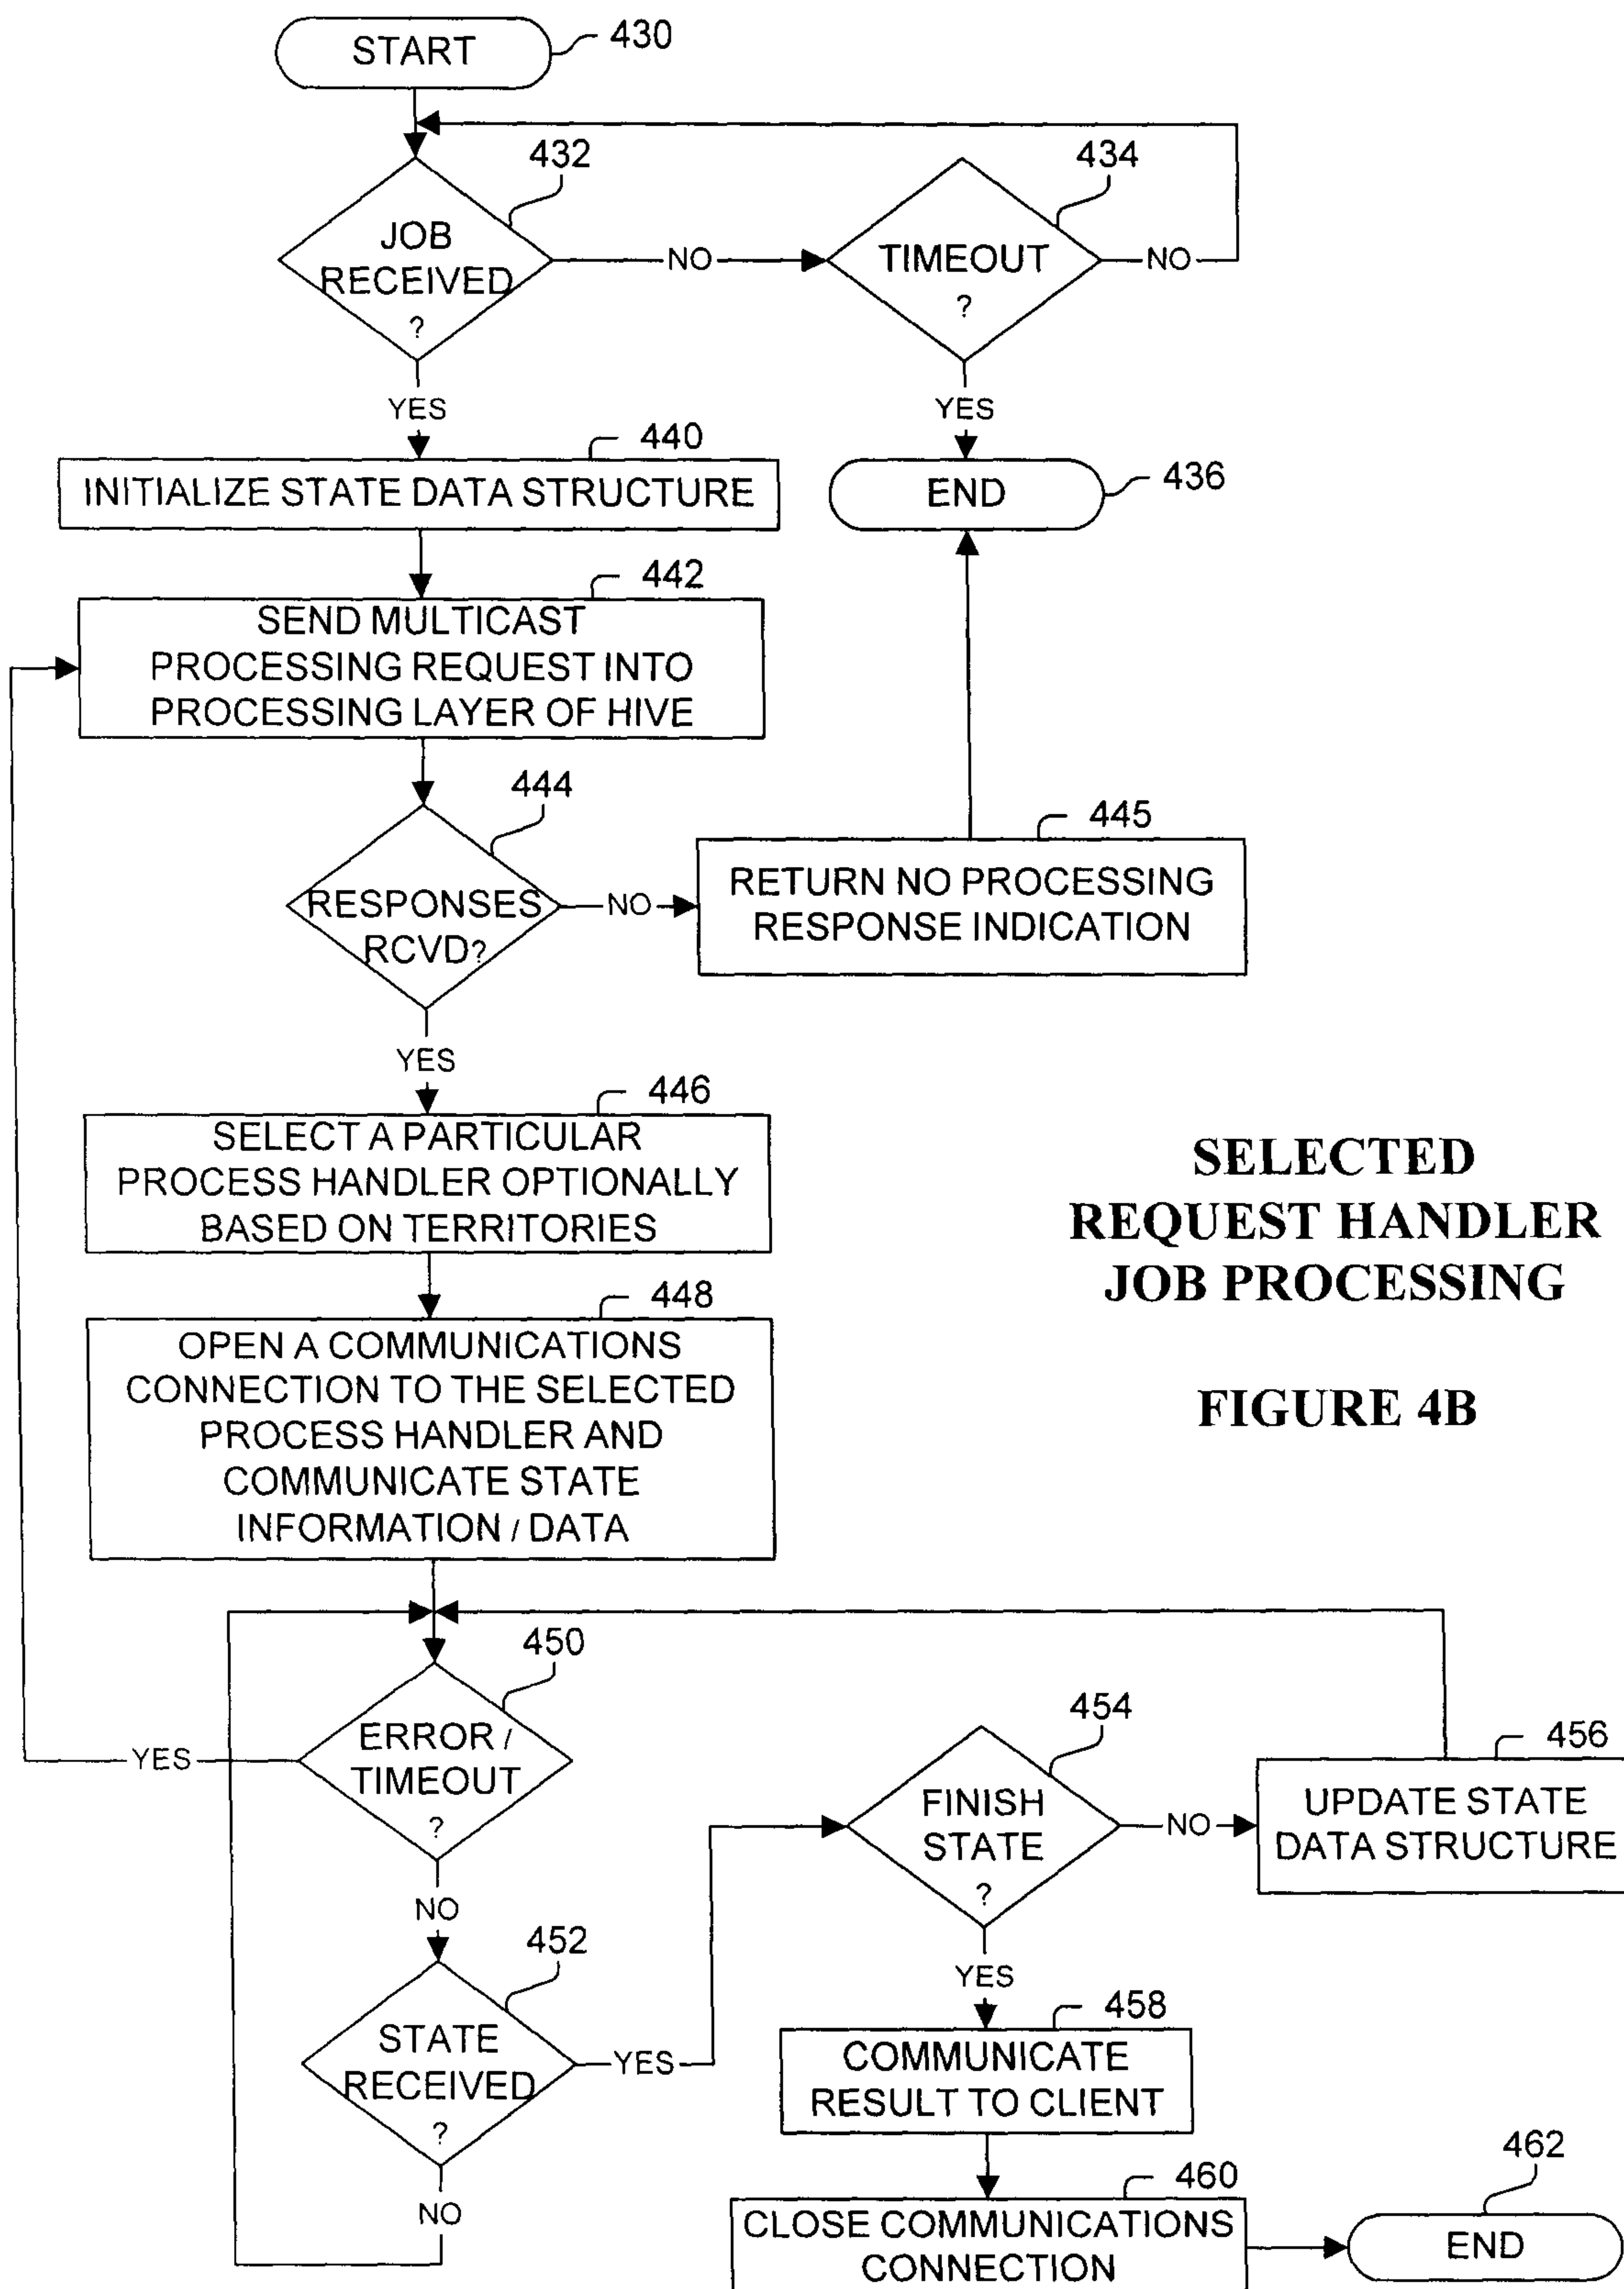 START
430
432
434
JOB
RECEIVED
?
NO
TIMEOUT
?
NO
YES
YES
440
INITIALIZE STATE DATA STRUCTURE
END
436
442
SEND MULTICAST
PROCESSING REQUEST INTO
PROCESSING LAYER OF HIVE
444
445
RESPONSES
RCVD?
NO
RETURN NO PROCESSING
RESPONSE INDICATION
YES
446
SELECT A PARTICULAR
PROCESS HANDLER OPTIONALLY
BASED ON TERRITORIES
SELECTED
REQUEST HANDLER
JOB PROCESSING
448
OPEN A COMMUNICATIONS
CONNECTION TO THE SELECTED
PROCESS HANDLER AND
COMMUNICATE STATE
INFORMATION / DATA
FIGURE 4B
450
ERROR /
TIMEOUT
?
YES
NO
454
FINISH
STATE
?
NO
456
UPDATE STATE
DATA STRUCTURE
452
STATE
RECEIVED
?
YES
NO
YES
458
COMMUNICATE
RESULT TO CLIENT
460
CLOSE COMMUNICATIONS
CONNECTION
462
END